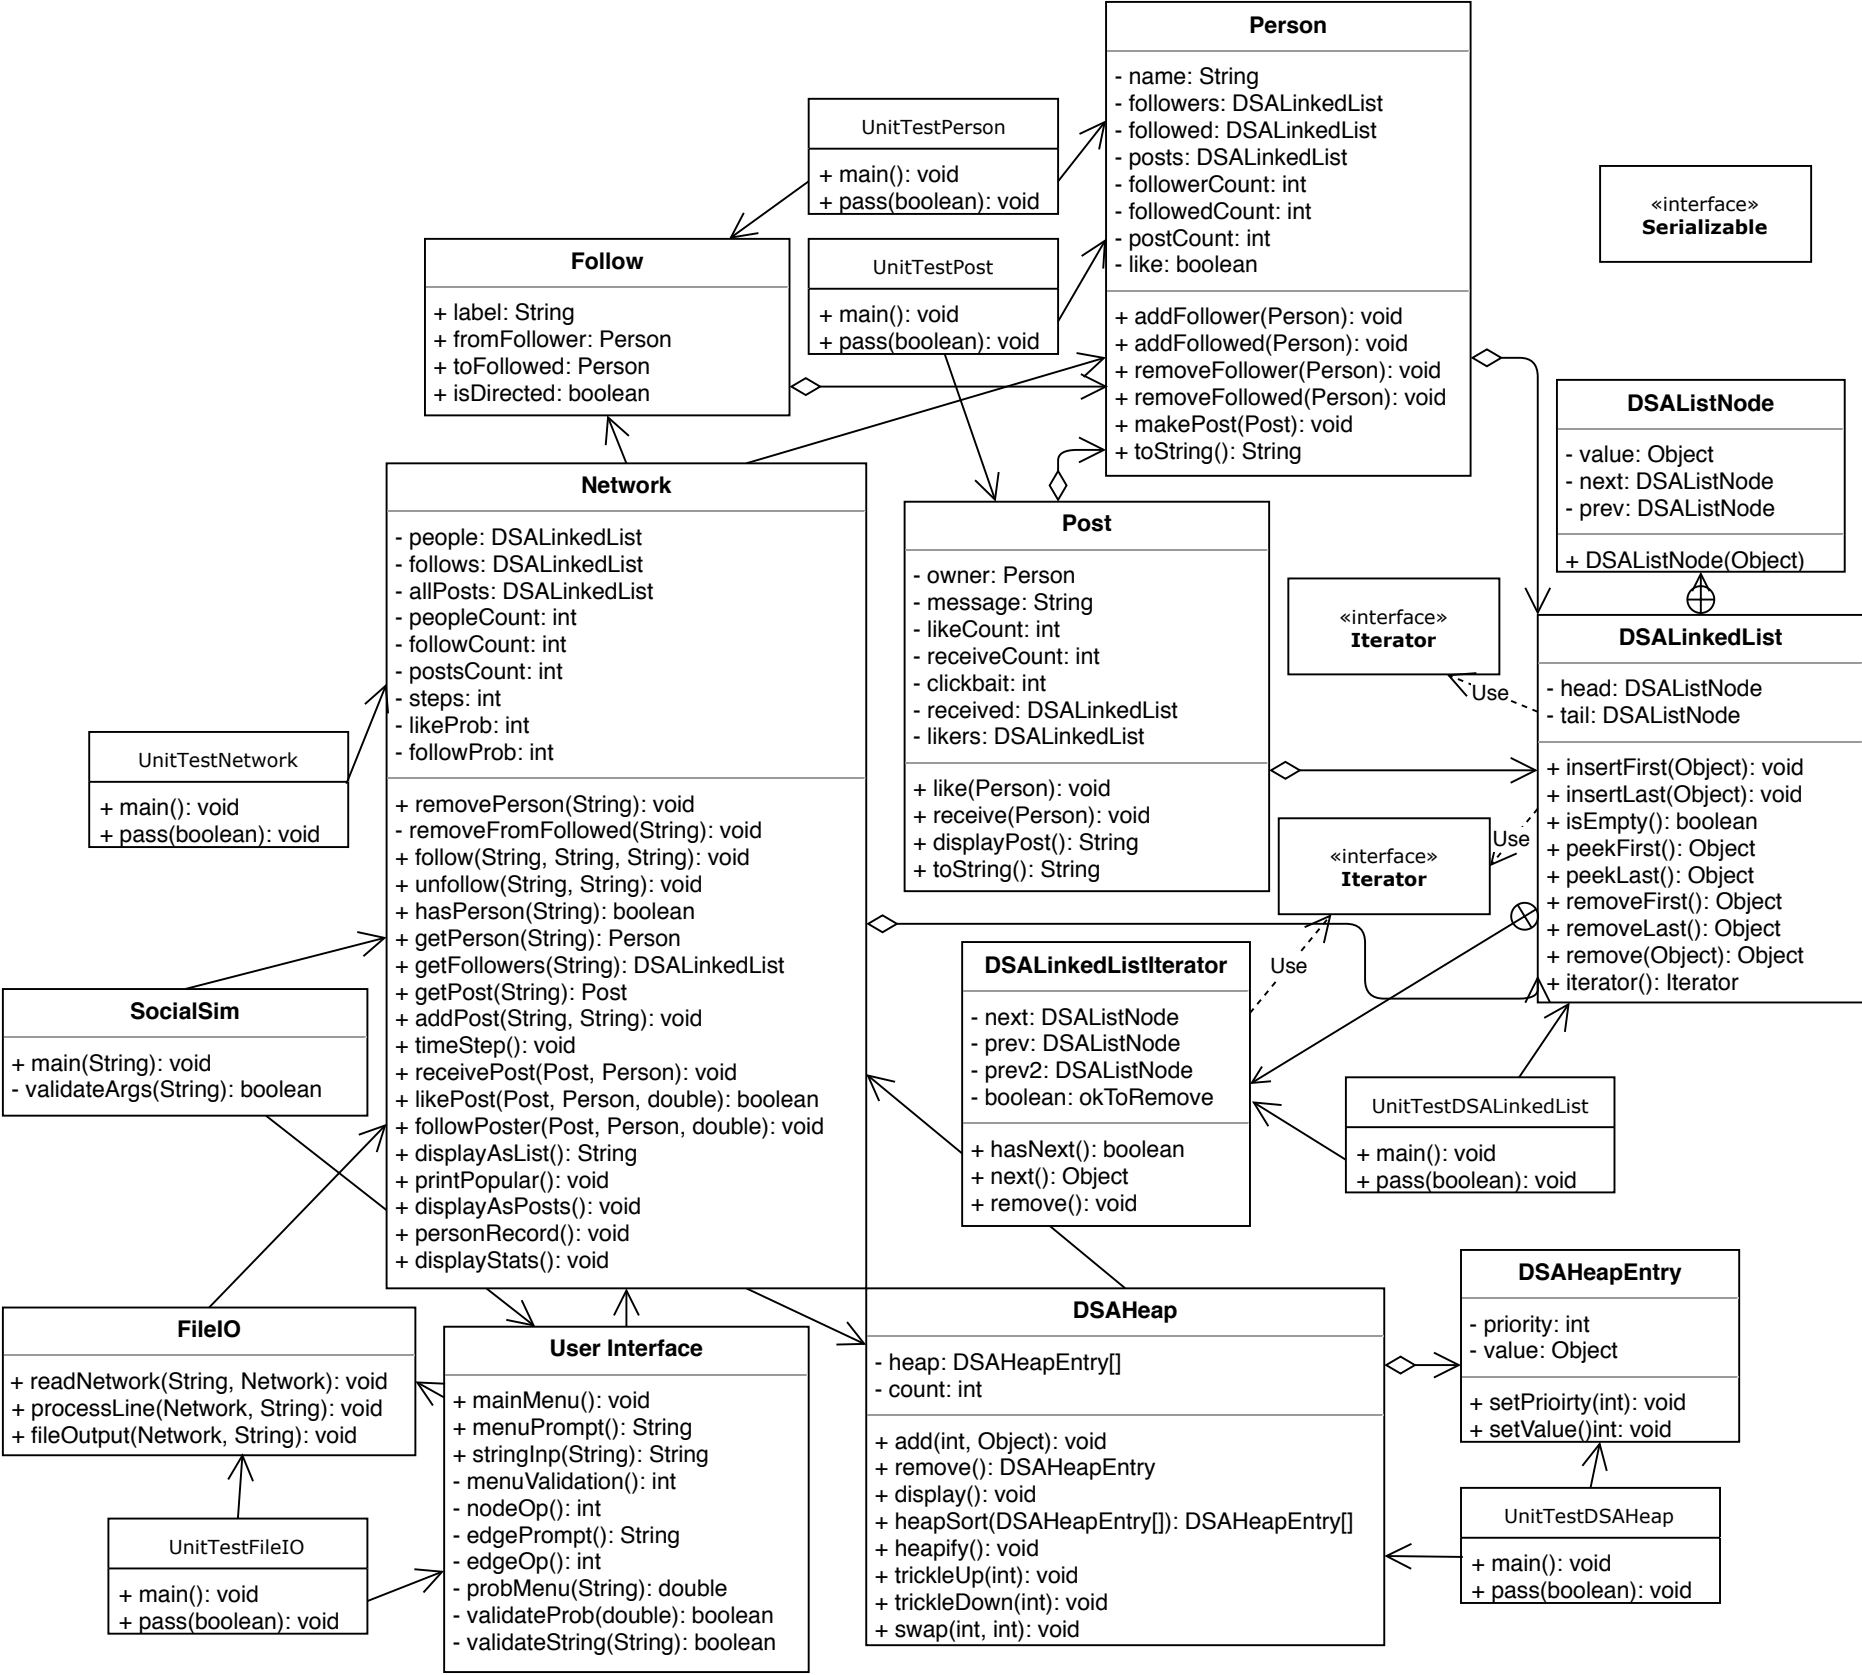 Person
- name: String
- followers: DSALinkedList
- followed: DSALinkedList
- posts: DSALinkedList
- followerCount: int
- followedCount: int
- postCount: int
- like: boolean
+ addFollower(Person): void
+ addFollowed(Person): void
+ removeFollower(Person): void
+ removeFollowed(Person): void
+ makePost(Post): void
+ toString(): String
UnitTestPerson
+ main(): void
+ pass(boolean): void
«interface»
Serializable
Follow
+ label: String
+ fromFollower: Person
+ toFollowed: Person
+ isDirected: boolean
UnitTestPost
+ main(): void
+ pass(boolean): void
DSAListNode
- value: Object
- next: DSAListNode
- prev: DSAListNode
+ DSAListNode(Object)
Network
- people: DSALinkedList
- follows: DSALinkedList
- allPosts: DSALinkedList
- peopleCount: int
- followCount: int
- postsCount: int
- steps: int
- likeProb: int
- followProb: int
+ removePerson(String): void
- removeFromFollowed(String): void
+ follow(String, String, String): void
+ unfollow(String, String): void
+ hasPerson(String): boolean
+ getPerson(String): Person
+ getFollowers(String): DSALinkedList
+ getPost(String): Post
+ addPost(String, String): void
+ timeStep(): void
+ receivePost(Post, Person): void
+ likePost(Post, Person, double): boolean
+ followPoster(Post, Person, double): void
+ displayAsList(): String
+ printPopular(): void
+ displayAsPosts(): void
+ personRecord(): void
+ displayStats(): void
Post
- owner: Person
- message: String
- likeCount: int
- receiveCount: int
- clickbait: int
- received: DSALinkedList
- likers: DSALinkedList
+ like(Person): void
+ receive(Person): void
+ displayPost(): String
+ toString(): String
«interface»
Iterator
Use
DSALinkedList
- head: DSAListNode
- tail: DSAListNode
+ insertFirst(Object): void
+ insertLast(Object): void
+ isEmpty(): boolean
+ peekFirst(): Object
+ peekLast(): Object
+ removeFirst(): Object
+ removeLast(): Object
+ remove(Object): Object
+ iterator(): Iterator
UnitTestNetwork
+ main(): void
+ pass(boolean): void
«interface»
Iterator
Use
Use
DSALinkedListIterator
- next: DSAListNode
- prev: DSAListNode
- prev2: DSAListNode
- boolean: okToRemove
+ hasNext(): boolean
+ next(): Object
+ remove(): void
SocialSim
+ main(String): void
- validateArgs(String): boolean
UnitTestDSALinkedList
+ main(): void
+ pass(boolean): void
FileIO
+ readNetwork(String, Network): void
+ processLine(Network, String): void
+ fileOutput(Network, String): void
User Interface
+ mainMenu(): void
+ menuPrompt(): String
+ stringInp(String): String
- menuValidation(): int
- nodeOp(): int
- edgePrompt(): String
- edgeOp(): int
- probMenu(String): double
- validateProb(double): boolean
- validateString(String): boolean
DSAHeap
- heap: DSAHeapEntry[]
- count: int
+ add(int, Object): void
+ remove(): DSAHeapEntry
+ display(): void
+ heapSort(DSAHeapEntry[]): DSAHeapEntry[]
+ heapify(): void
+ trickleUp(int): void
+ trickleDown(int): void
+ swap(int, int): void
DSAHeapEntry
- priority: int
- value: Object
+ setPrioirty(int): void
+ setValue()int: void
UnitTestFileIO
+ main(): void
+ pass(boolean): void
UnitTestDSAHeap
+ main(): void
+ pass(boolean): void